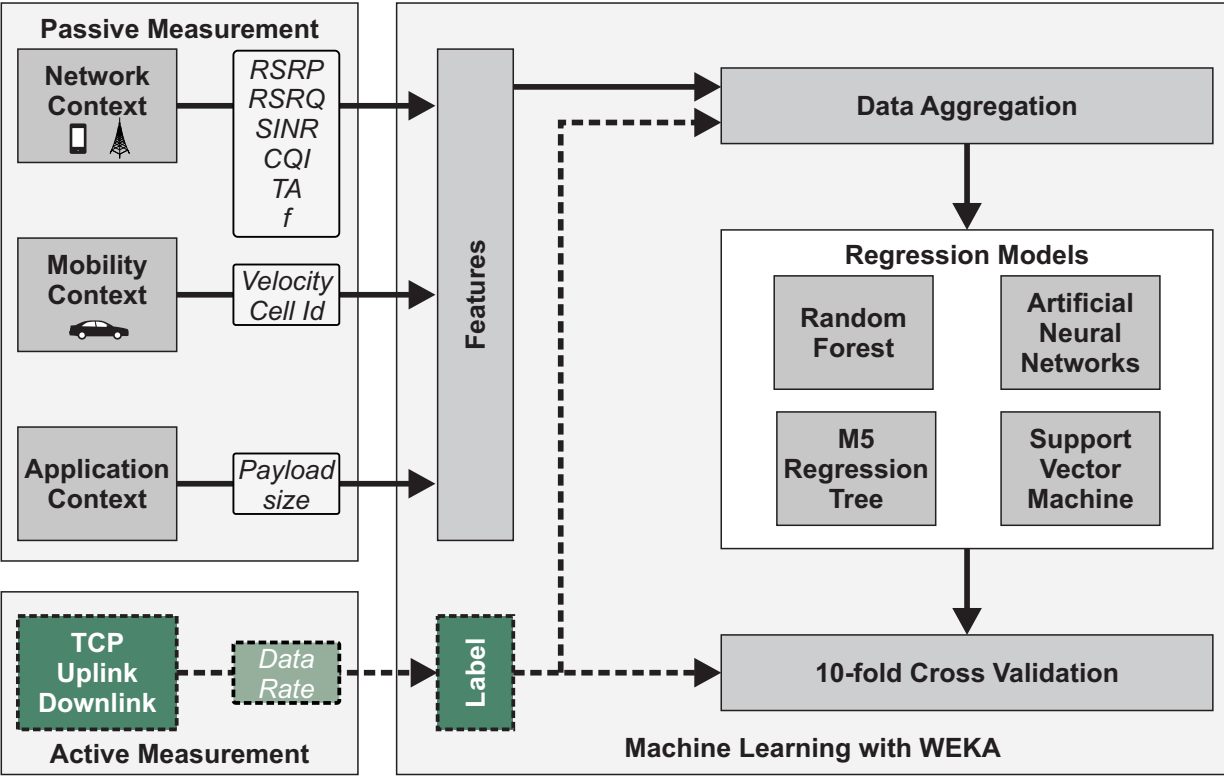 Passive Measurement
Network
Context
RSRP
RSRQ
SINR
CQI
TA
f
Mobility
Context
Velocity
Cell Id
Application
Context
Payload
size
TCP
Uplink
Downlink
Data
Rate
Active Measurement
Features
Label
Data Aggregation
Regression Models
Random
Forest
Artificial
Neural
Networks
M5
Regression
Tree
Support
Vector
Machine
10-fold Cross Validation
Machine Learning with WEKA